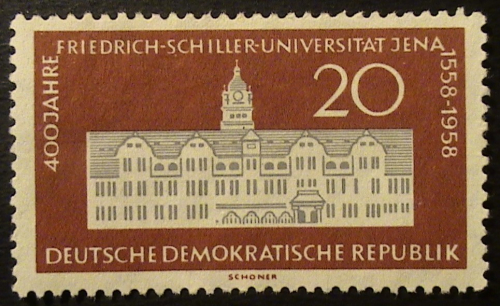 400 JAHRE
FRIEDRICH-SCHILLER-UNIVERSITÄT JENA
1558-1958
20
DEUTSCHE DEMOKRATISCHE REPUBLIK
SCHONER